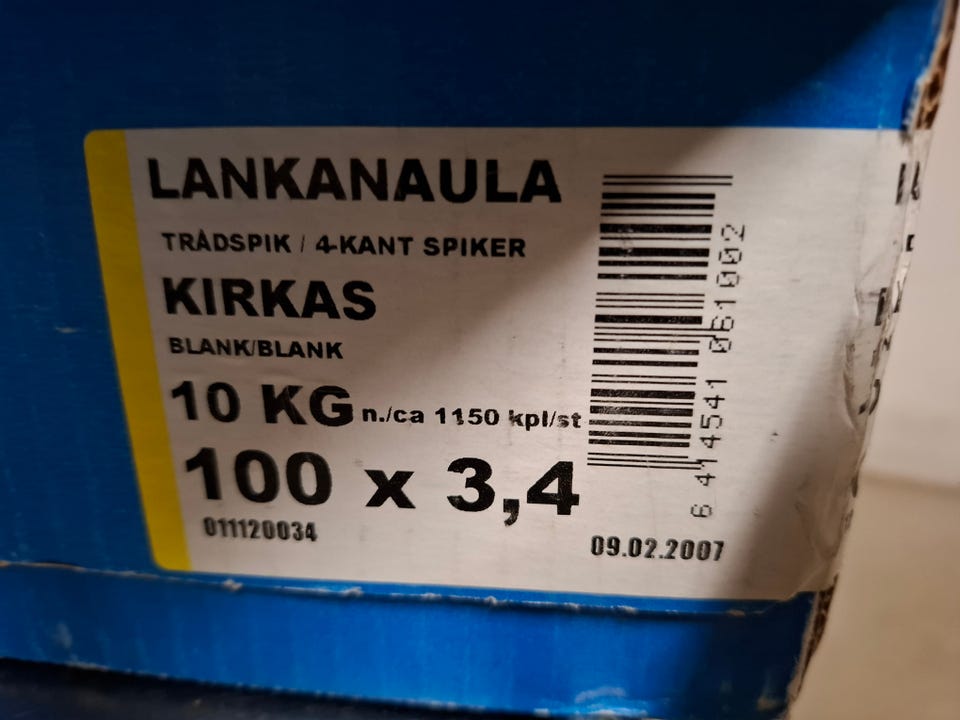 LANKANAULA
TRÅDSPIK / 4-KANT SPIKER
KIRKAS
BLANK/BLANK
10 KG n./ca 1150 kpl/st
100 x 3,4
011120034
09.02.2007
6 414541 061002